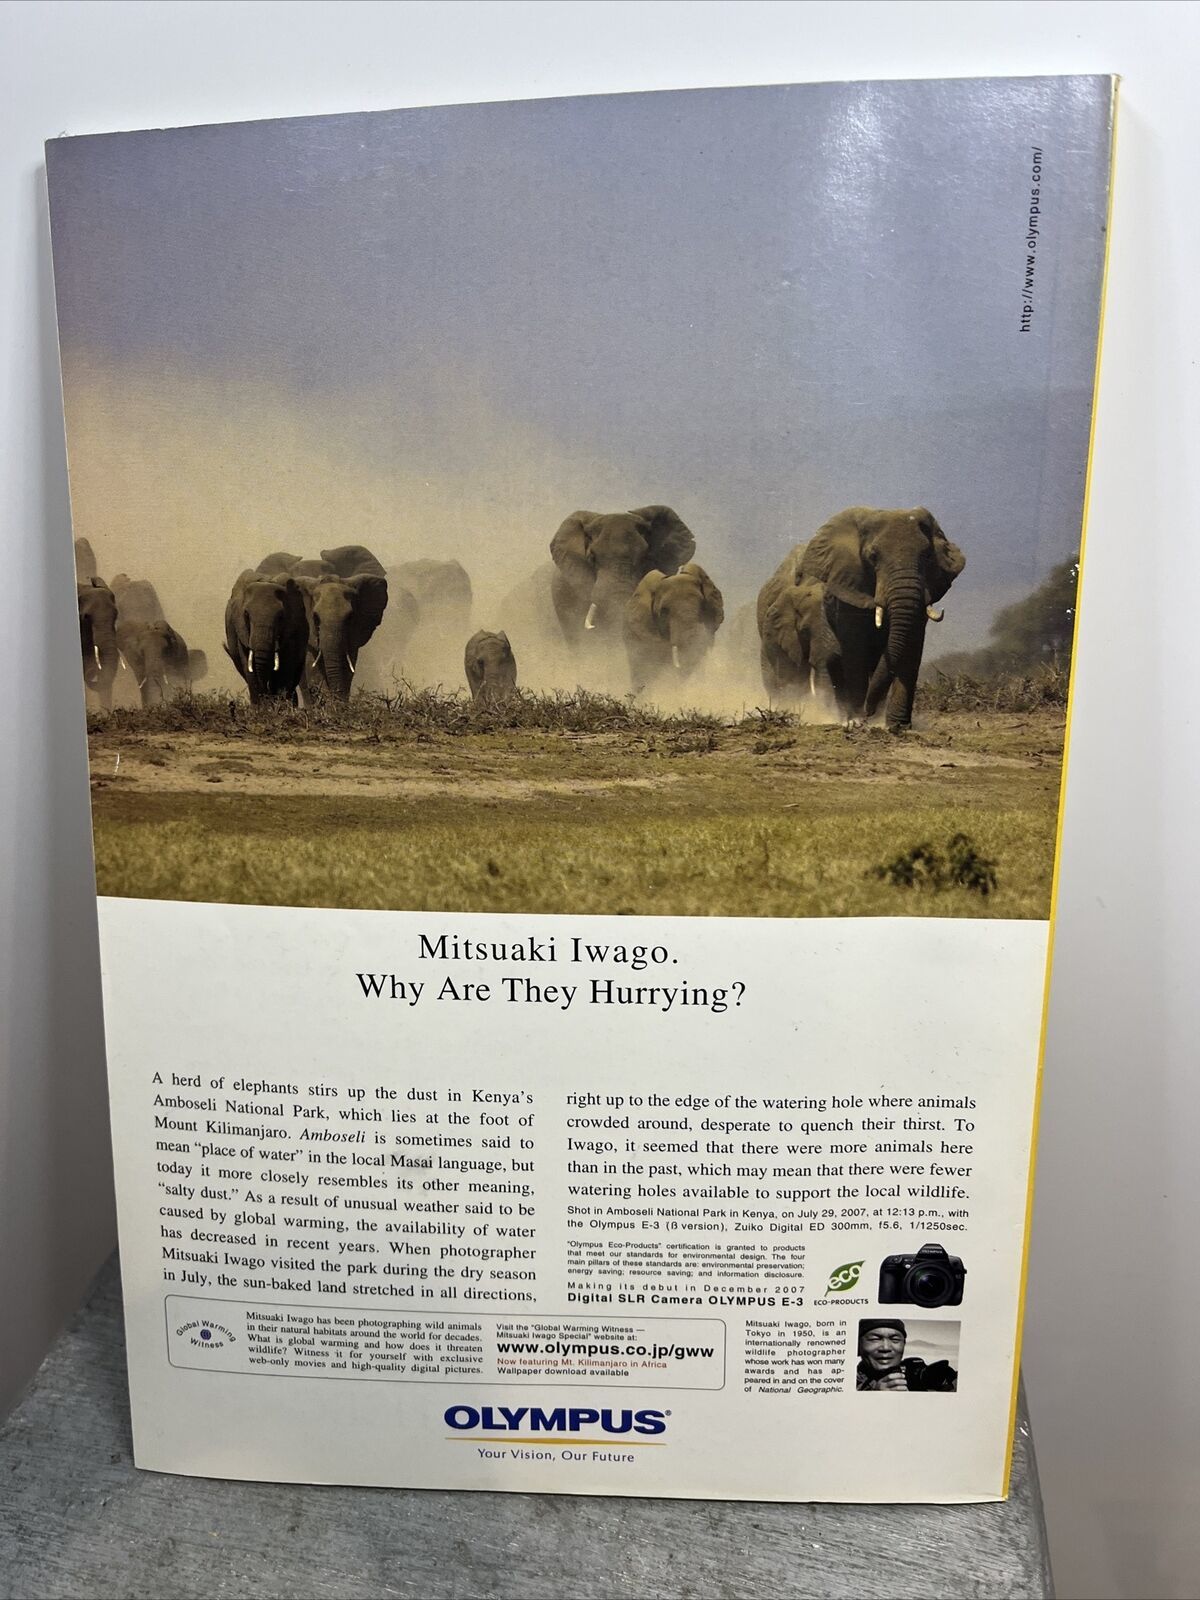 http://www.olympus.com/
Mitsuaki Iwago.
Why Are They Hurrying?
A herd of elephants stirs up the dust in Kenya's
Amboseli National Park, which lies at the foot of
Mount Kilimanjaro. Amboseli is sometimes said to
mean “place of water” in the local Masai language, but
today it more closely resembles its other meaning,
“salty dust.” As a result of unusual weather said to be
caused by global warming, the availability of water
has decreased in recent years. When photographer
Mitsuaki Iwago visited the park during the dry season
in July, the sun-baked land stretched in all directions,
right up to the edge of the watering hole where animals
crowded around, desperate to quench their thirst. To
Iwago, it seemed that there were more animals here
than in the past, which may mean that there were fewer
watering holes available to support the local wildlife.
Shot in Amboseli National Park in Kenya, on July 29, 2007, at 12:13 p.m., with
the Olympus E-3 (β version), Zuiko Digital ED 300mm, f5.6, 1/1250sec.
"Olympus Eco-Products" certification is granted to products
that meet our standards for environmental design. The four
main pillars of these standards are: environmental preservation;
energy saving; resource saving; and information disclosure.
Making its debut in December 2007
Digital SLR Camera OLYMPUS E-3
eco
ECO-PRODUCTS
OLYMPUS
Global Warming
Witness
Mitsuaki Iwago has been photographing wild animals
in their natural habitats around the world for decades.
What is global warming and how does it threaten
wildlife? Witness it for yourself with exclusive
web-only movies and high-quality digital pictures.
Visit the "Global Warming Witness —
Mitsuaki Iwago Special" website at:
www.olympus.co.jp/gww
Now featuring Mt. Kilimanjaro in Africa
Wallpaper download available
Mitsuaki Iwago, born in
Tokyo in 1950, is an
internationally renowned
wildlife photographer
whose work has won many
awards and has ap-
peared in and on the cover
of National Geographic.
OLYMPUS®
Your Vision, Our Future